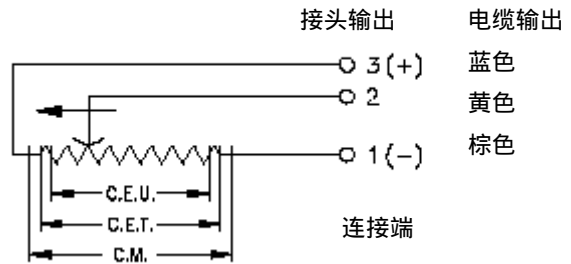 接头输出 电缆输出
3(+) 蓝色
2 黄色
1(-) 棕色
C.E.U.
C.E.T.
连接端
C.M.